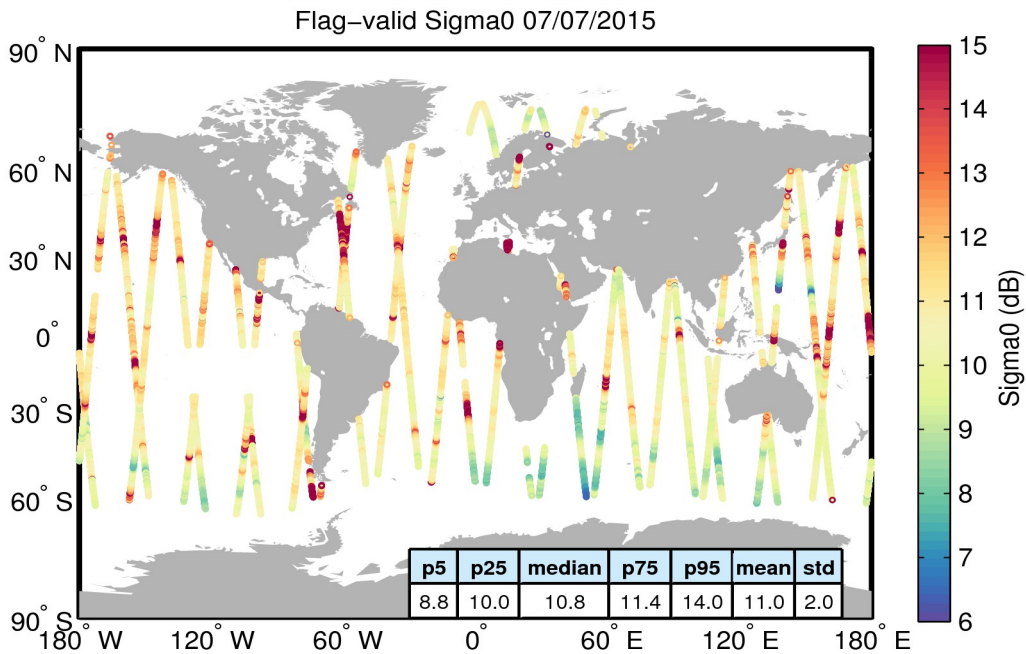 Flag−valid Sigma0 07/07/2015
90° N
60° N
30° N
0°
30° S
60° S
90° S
180° W
120° W
60° W
0°
60° E
120° E
180° E
15
14
13
12
11
10
9
8
7
6
Sigma0 (dB)
p5 p25 median p75 p95 mean std
8.8 10.0 10.8 11.4 14.0 11.0 2.0